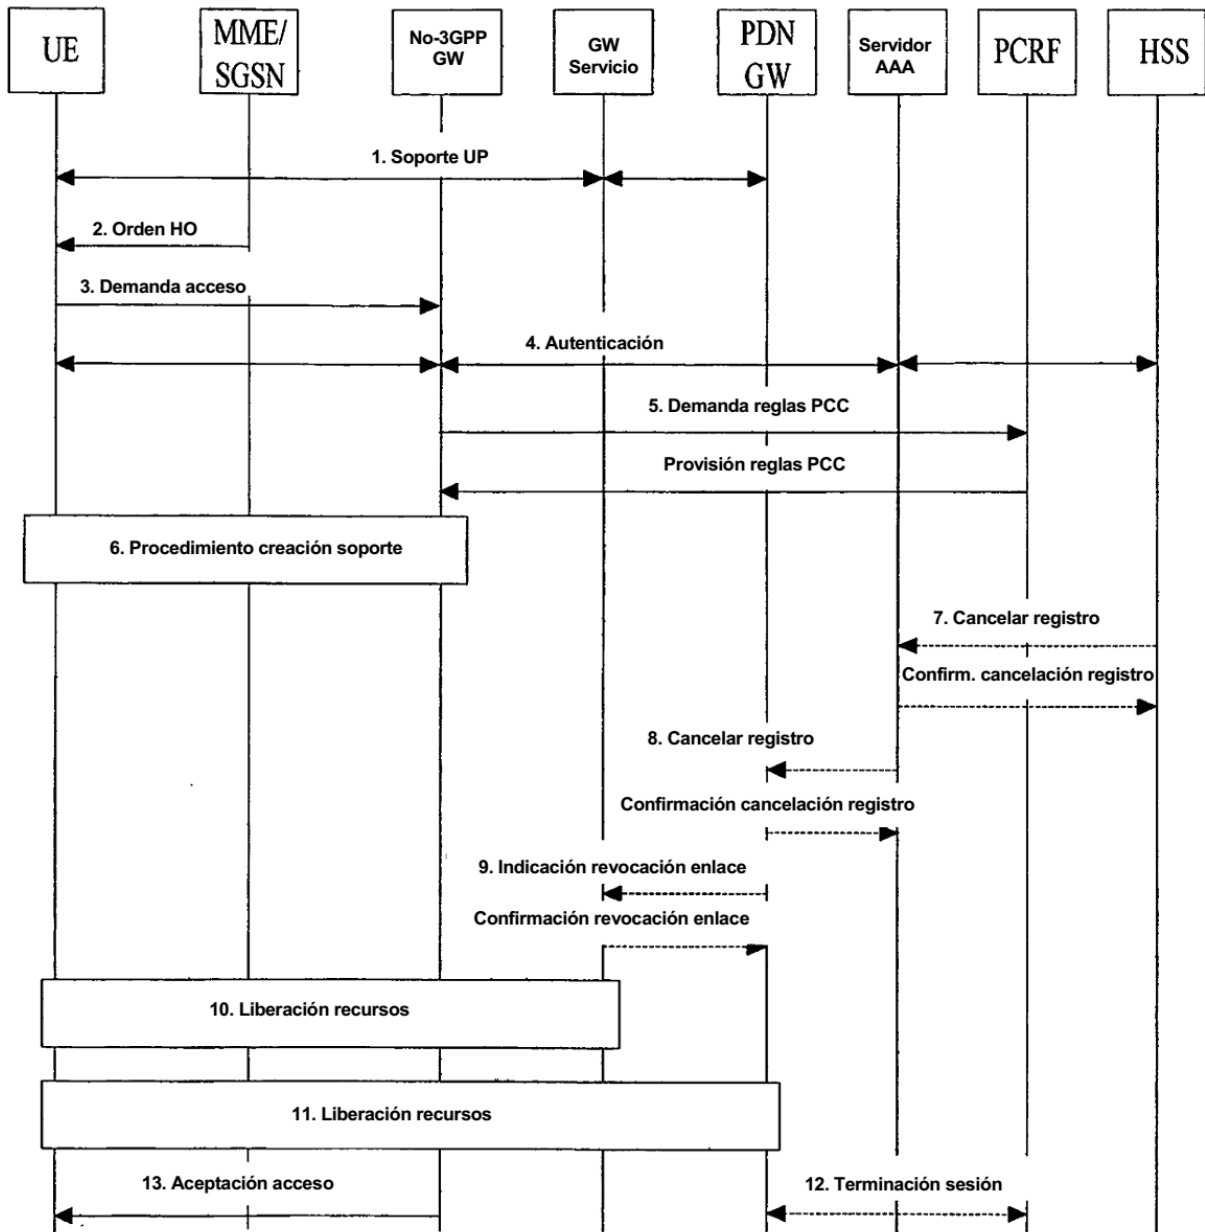 UE
MME/
SGSN
No-3GPP
GW
GW
Servicio
PDN
GW
Servidor
AAA
PCRF
HSS
1. Soporte UP
2. Orden HO
3. Demanda acceso
4. Autenticación
5. Demanda reglas PCC
Provisión reglas PCC
6. Procedimiento creación soporte
7. Cancelar registro
Confirm. cancelación registro
8. Cancelar registro
Confirmación cancelación registro
9. Indicación revocación enlace
Confirmación revocación enlace
10. Liberación recursos
11. Liberación recursos
13. Aceptación acceso
12. Terminación sesión